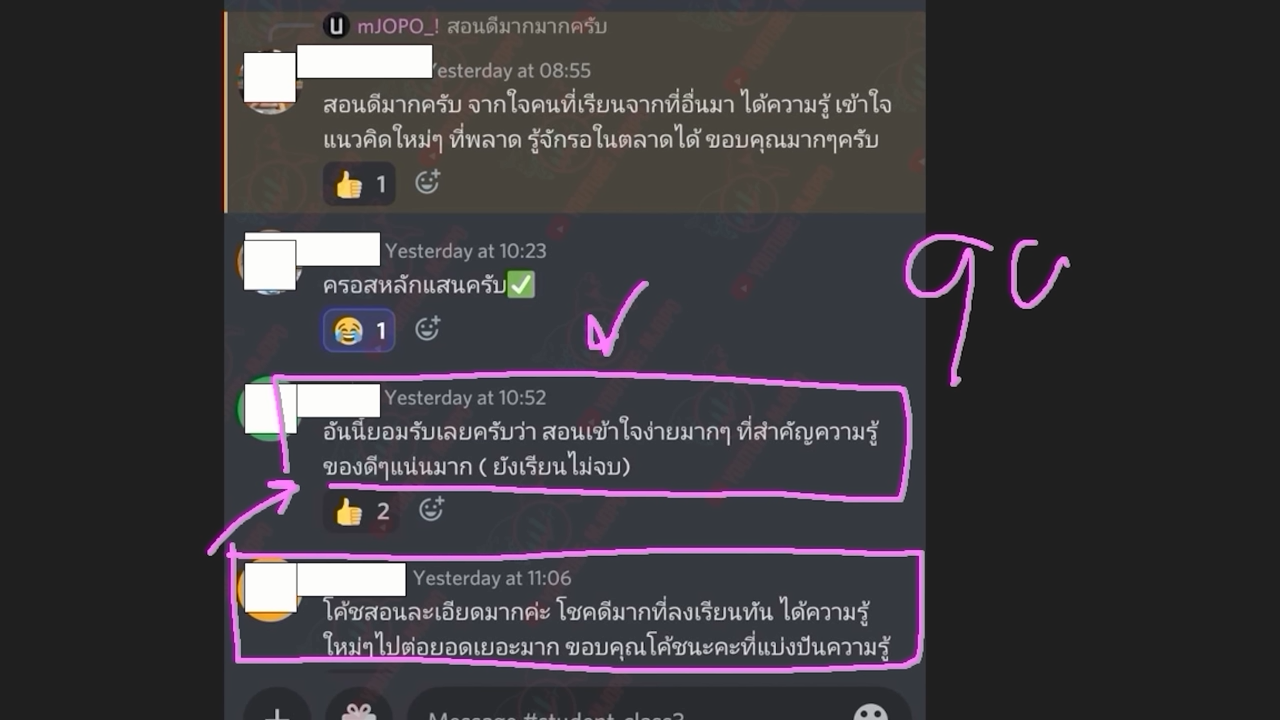 mJOPO_! สอนดีมากมากครับ
Yesterday at 08:55
สอนดีมากครับ จากใจคนที่เรียนจากที่อื่นมา ได้ความรู้ เข้าใจ
แนวคิดใหม่ๆ ที่พลาด รู้จักรอในตลาดได้ ขอบคุณมากๆครับ
👍 1
Yesterday at 10:23
ครอสหลักแสนครับ✅
😂 1
Yesterday at 10:52
อันนี้ยอมรับเลยครับว่า สอนเข้าใจง่ายมากๆ ที่สำคัญความรู้
ของดีๆแน่นมาก ( ยังเรียนไม่จบ)
👍 2
Yesterday at 11:06
โค้ชสอนละเอียดมากค่ะ โชคดีมากที่ลงเรียนทัน ได้ความรู้
ใหม่ๆไปต่อยอดเยอะมาก ขอบคุณโค้ชนะคะที่แบ่งปันความรู้
Message #student-class3